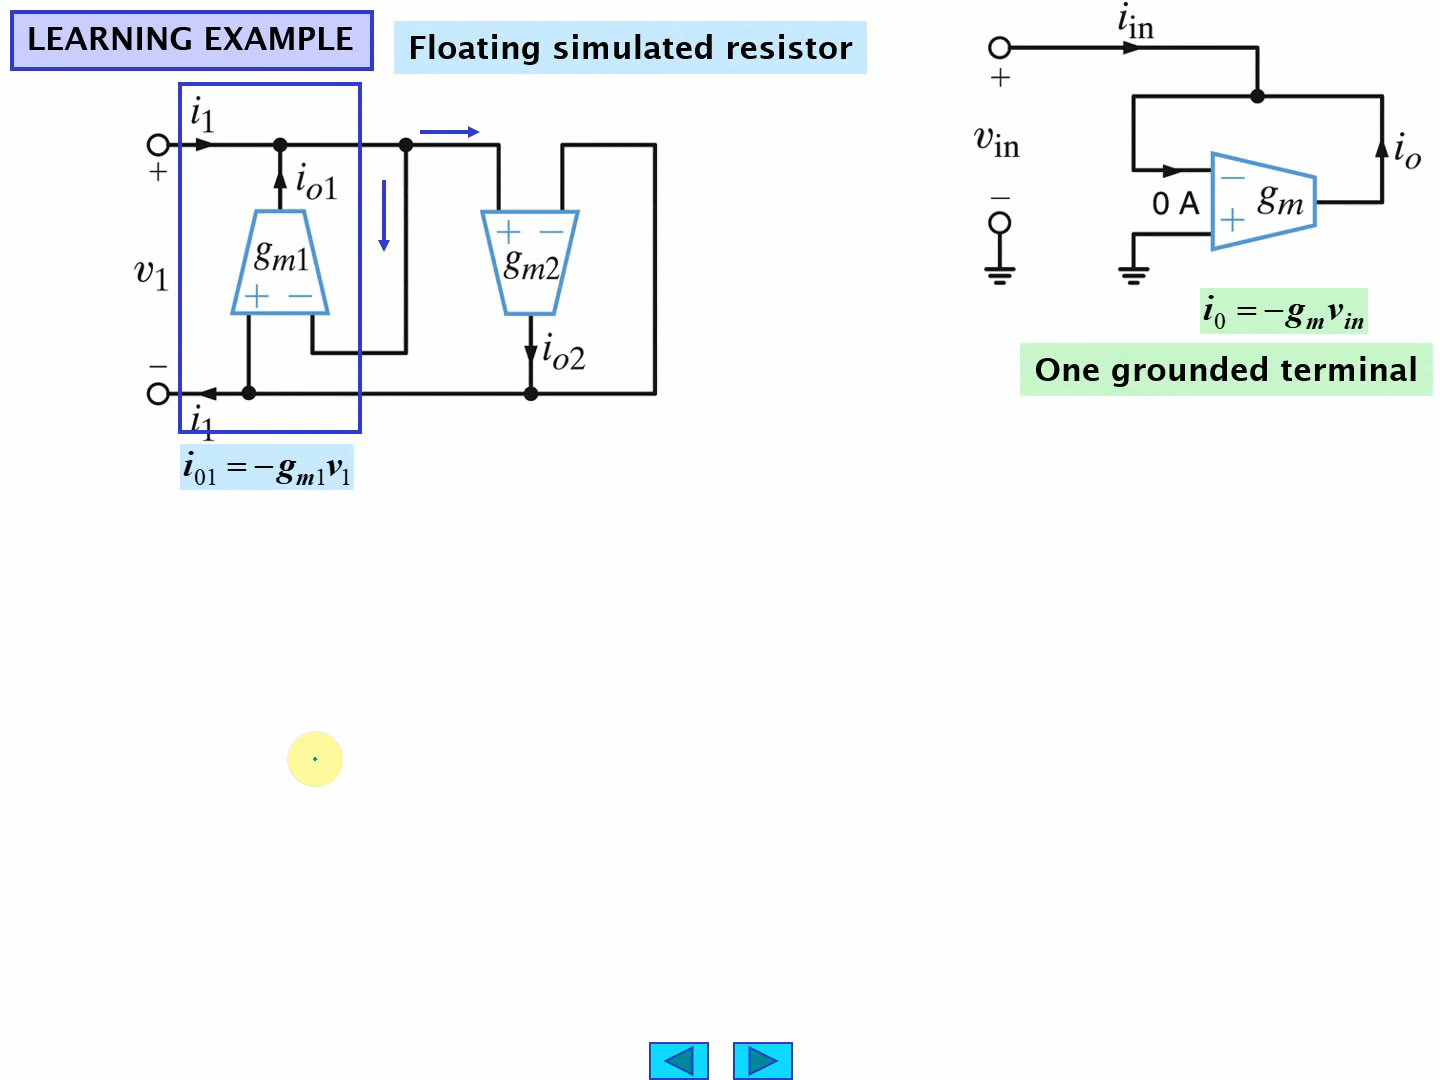 LEARNING EXAMPLE
Floating simulated resistor
i1
+
io1
v1
gm1
+ −
−
i1
+ −
gm2
io2
i01 = −gm1v1
iin
+
vin
−
0 A
−
+
gm
io
i0 = −gmvin
One grounded terminal